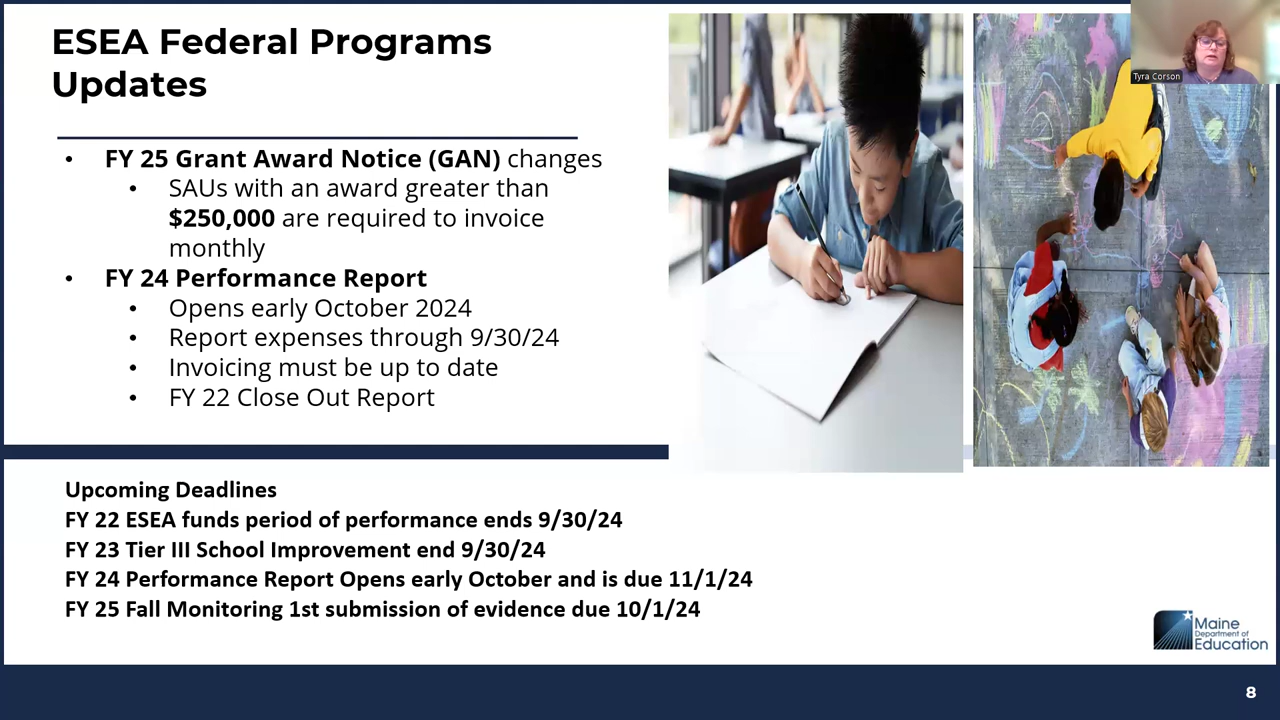 ESEA Federal Programs
Updates
• FY 25 Grant Award Notice (GAN) changes
• SAUs with an award greater than
$250,000 are required to invoice
monthly
• FY 24 Performance Report
• Opens early October 2024
• Report expenses through 9/30/24
• Invoicing must be up to date
• FY 22 Close Out Report
Upcoming Deadlines
FY 22 ESEA funds period of performance ends 9/30/24
FY 23 Tier III School Improvement end 9/30/24
FY 24 Performance Report Opens early October and is due 11/1/24
FY 25 Fall Monitoring 1st submission of evidence due 10/1/24
Tyra Corson
Maine
Department of
Education
8